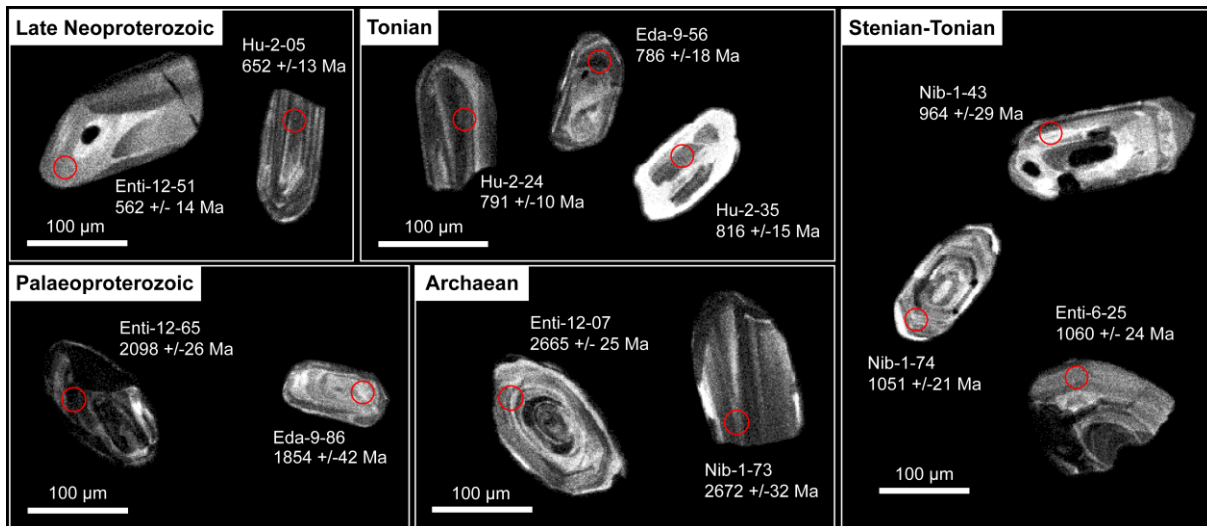 Late Neoproterozoic
Hu-2-05
652 +/-13 Ma
Enti-12-51
562 +/- 14 Ma
100 µm
Tonian
Eda-9-56
786 +/-18 Ma
Hu-2-24
791 +/-10 Ma
Hu-2-35
816 +/-15 Ma
100 µm
Stenian-Tonian
Nib-1-43
964 +/-29 Ma
Nib-1-74
1051 +/-21 Ma
Enti-6-25
1060 +/- 24 Ma
100 µm
Palaeoproterozoic
Enti-12-65
2098 +/-26 Ma
Eda-9-86
1854 +/-42 Ma
100 µm
Archaean
Enti-12-07
2665 +/- 25 Ma
Nib-1-73
2672 +/-32 Ma
100 µm